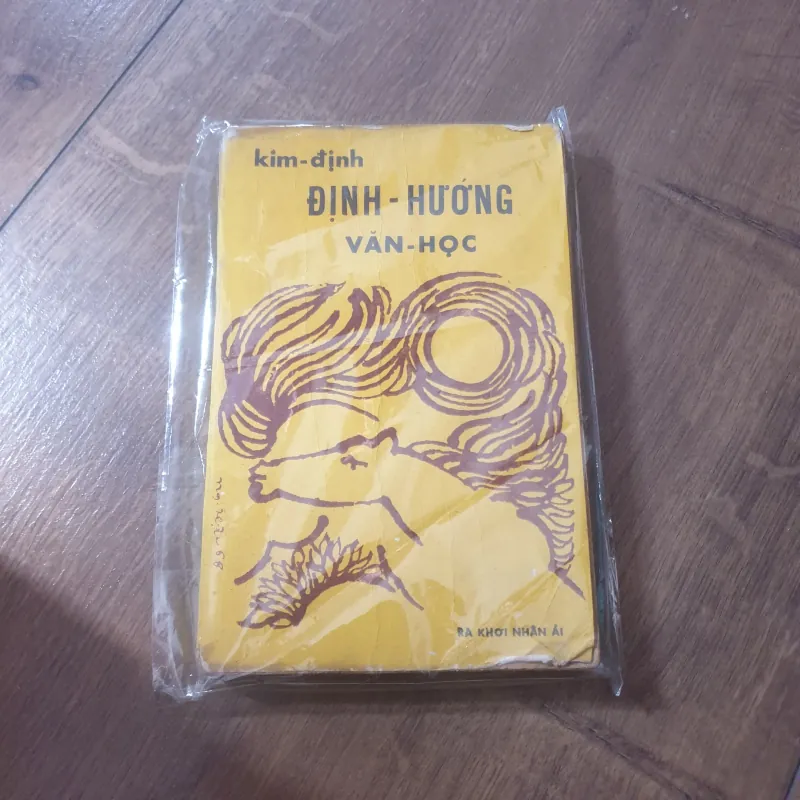 kim-định
ĐỊNH - HƯỚNG
VĂN-HỌC
RA KHƠI NHÂN ÁI